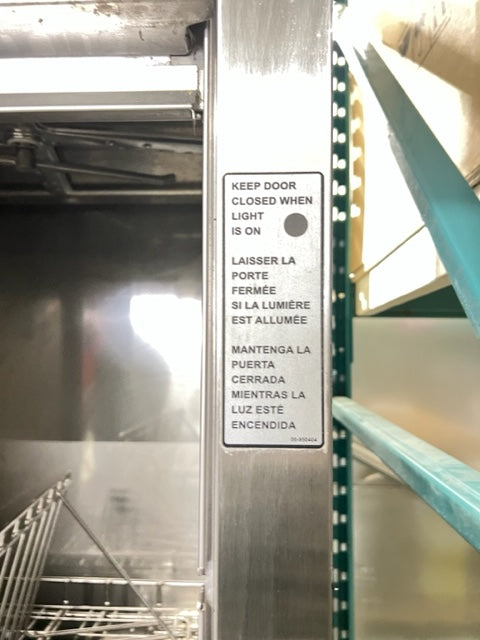 KEEP DOOR
CLOSED WHEN
LIGHT
IS ON
LAISSER LA
PORTE
FERMÉE
SI LA LUMIÈRE
EST ALLUMÉE
MANTENGA LA
PUERTA
CERRADA
MIENTRAS LA
LUZ ESTÉ
ENCENDIDA